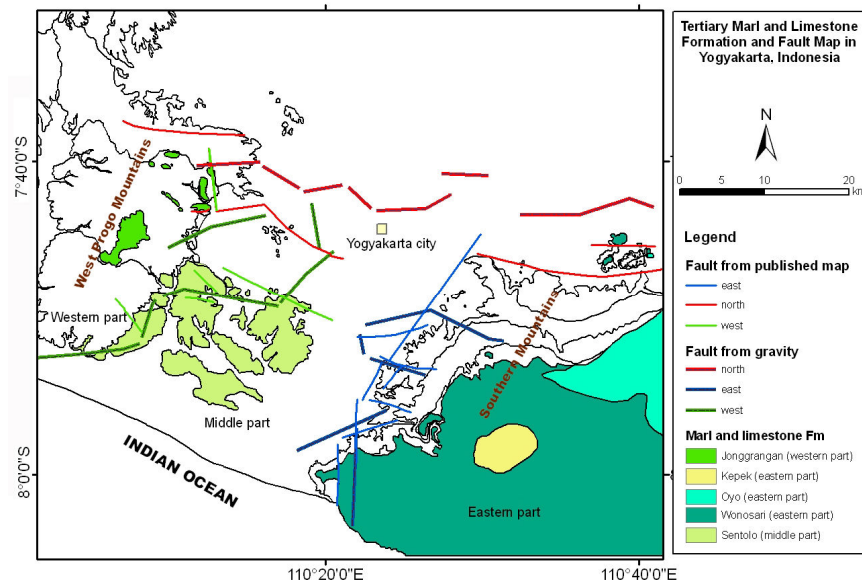 Tertiary Marl and Limestone
Formation and Fault Map in
Yogyakarta, Indonesia
N
0 5 10 20
km
Legend
Fault from published map
east
north
west
Fault from gravity
north
east
west
Marl and limestone Fm
Jonggrangan (western part)
Kepek (eastern part)
Oyo (eastern part)
Wonosari (eastern part)
Sentolo (middle part)
7°40'0"S
8°0'0"S
110°20'0"E
110°40'0"E
West Progo Mountains
Yogyakarta city
Western part
Southern Mountains
Middle part
INDIAN OCEAN
Eastern part